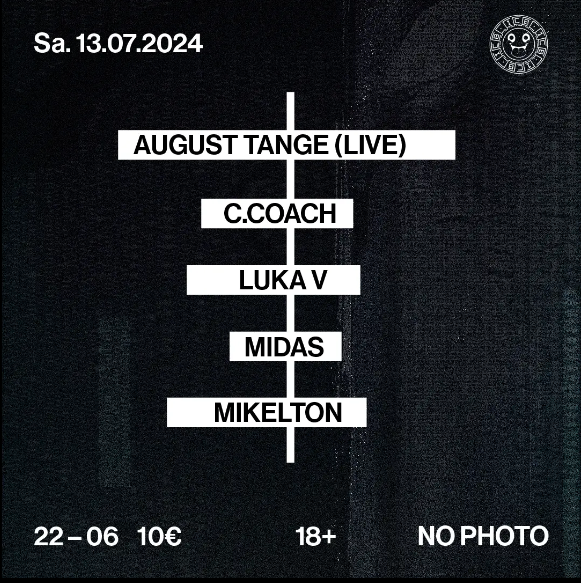 Sa. 13.07.2024
AUGUST TANGE (LIVE)
C.COACH
LUKA V
MIDAS
MIKELTON
22 – 06 10€ 18+ NO PHOTO